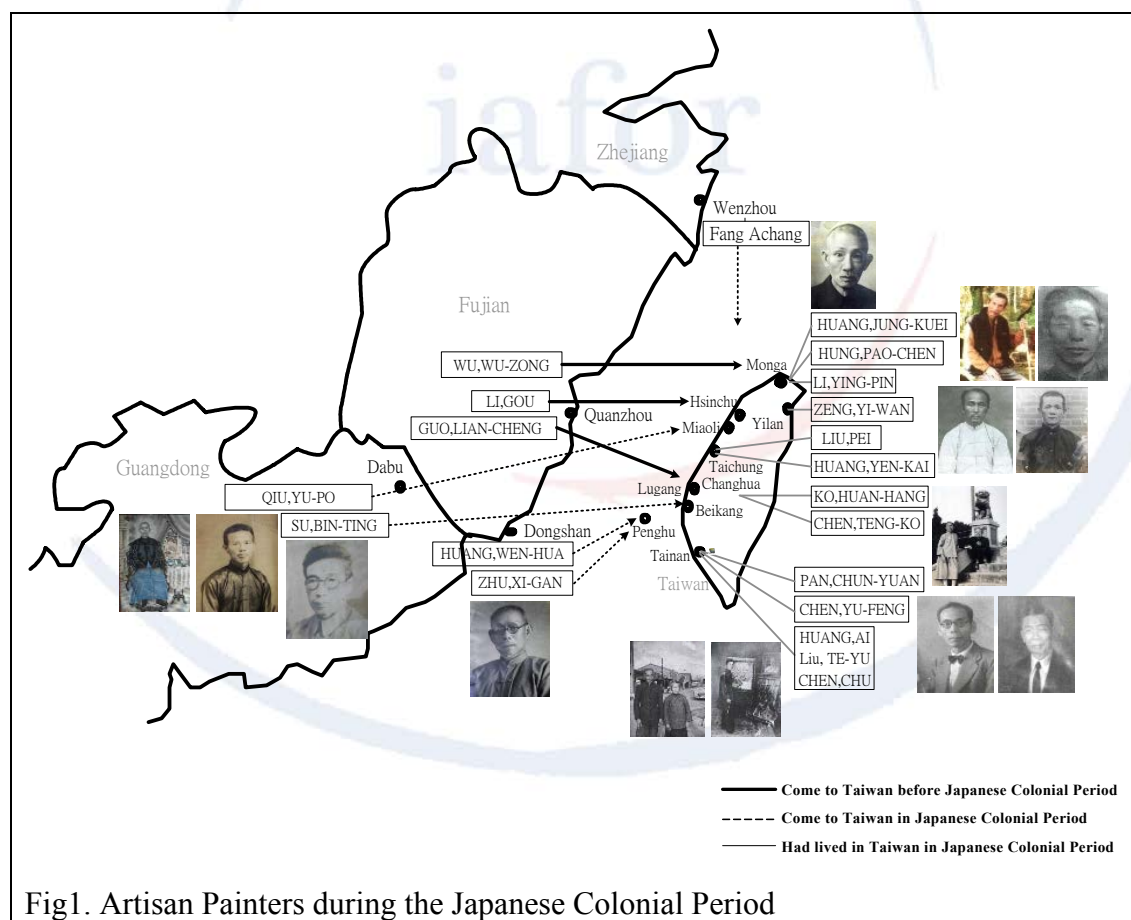 iafor
Zhejiang
Wenzhou
Fang Achang
Fujian
HUANG,JUNG-KUEI
HUNG,PAO-CHEN
WU,WU-ZONG
Monga
LI,YING-PIN
LI,GOU
Hsinchu
ZENG,YI-WAN
Quanzhou
Yilan
GUO,LIAN-CHENG
Miaoli
LIU,PEI
Guangdong
Dabu
Taichung
HUANG,YEN-KAI
Changhua
Lugang
QIU,YU-PO
KO,HUAN-HANG
Beikang
SU,BIN-TING
CHEN,TENG-KO
Dongshan
Penghu
HUANG,WEN-HUA
Tainan
ZHU,XI-GAN
Taiwan
PAN,CHUN-YUAN
CHEN,YU-FENG
HUANG,AI
Liu, TE-YU
CHEN,CHU
Come to Taiwan before Japanese Colonial Period
Come to Taiwan in Japanese Colonial Period
Had lived in Taiwan in Japanese Colonial Period
Fig1. Artisan Painters during the Japanese Colonial Period